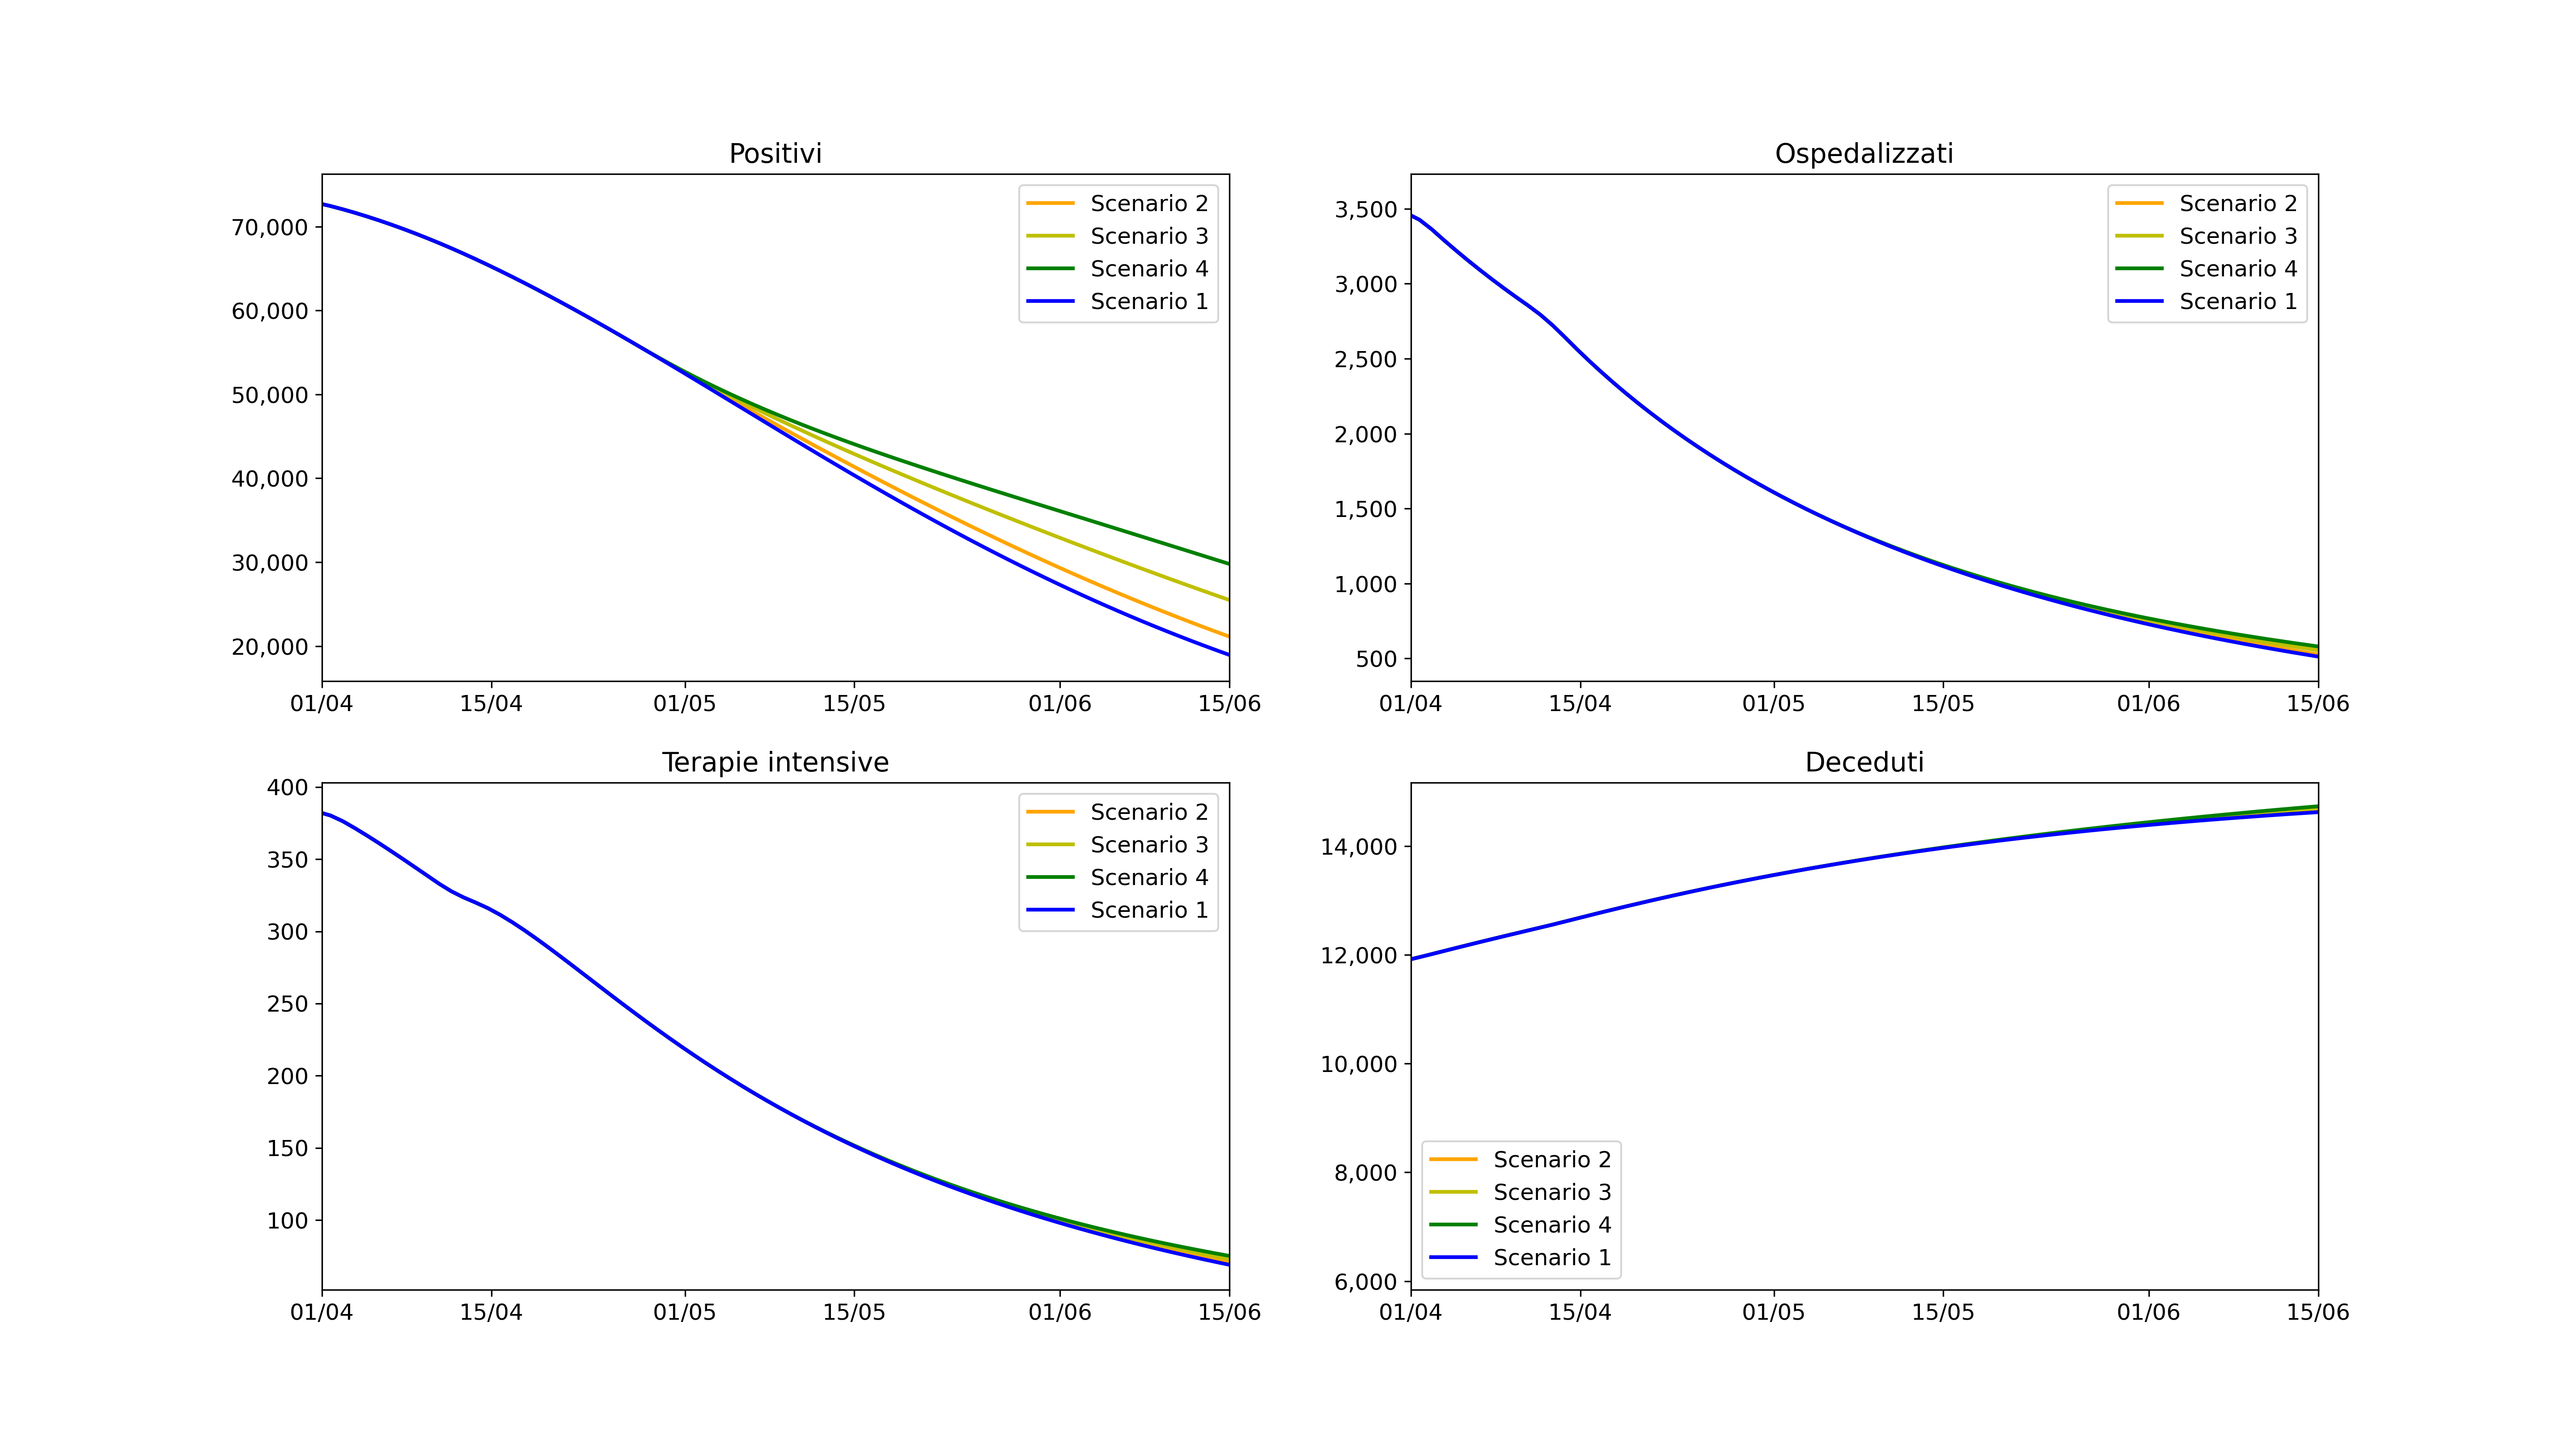 Positivi
70,000
60,000
50,000
40,000
30,000
20,000
01/04 15/04 01/05 15/05 01/06 15/06
Scenario 2
Scenario 3
Scenario 4
Scenario 1
Ospedalizzati
3,500
3,000
2,500
2,000
1,500
1,000
500
01/04 15/04 01/05 15/05 01/06 15/06
Scenario 2
Scenario 3
Scenario 4
Scenario 1
Terapie intensive
400
350
300
250
200
150
100
01/04 15/04 01/05 15/05 01/06 15/06
Scenario 2
Scenario 3
Scenario 4
Scenario 1
Deceduti
14,000
12,000
10,000
8,000
6,000
01/04 15/04 01/05 15/05 01/06 15/06
Scenario 2
Scenario 3
Scenario 4
Scenario 1